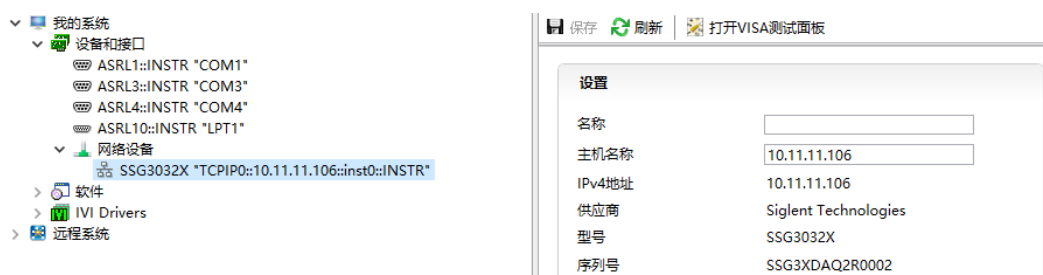 我的系统
设备和接口
ASRL1::INSTR "COM1"
ASRL3::INSTR "COM3"
ASRL4::INSTR "COM4"
ASRL10::INSTR "LPT1"
网络设备
SSG3032X "TCPIP0::10.11.11.106::inst0::INSTR"
软件
IVI Drivers
远程系统
保存 刷新 打开VISA测试面板
设置
名称
主机名称 10.11.11.106
IPv4地址 10.11.11.106
供应商 Siglent Technologies
型号 SSG3032X
序列号 SSG3XDAQ2R0002